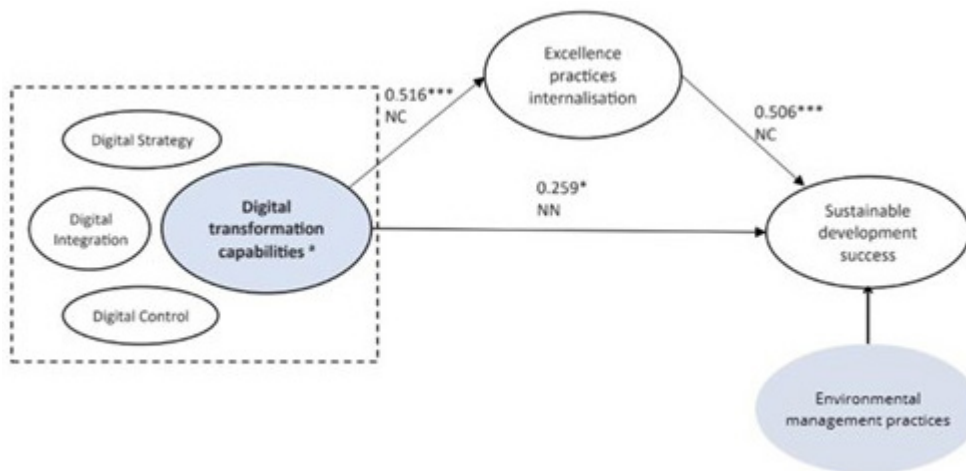 Excellence
practices
internalisation
0.516***
NC
0.506***
NC
Digital Strategy
Digital
Integration
Digital
transformation
capabilities *
0.259*
NN
Sustainable
development
success
Digital Control
Environmental
management practices